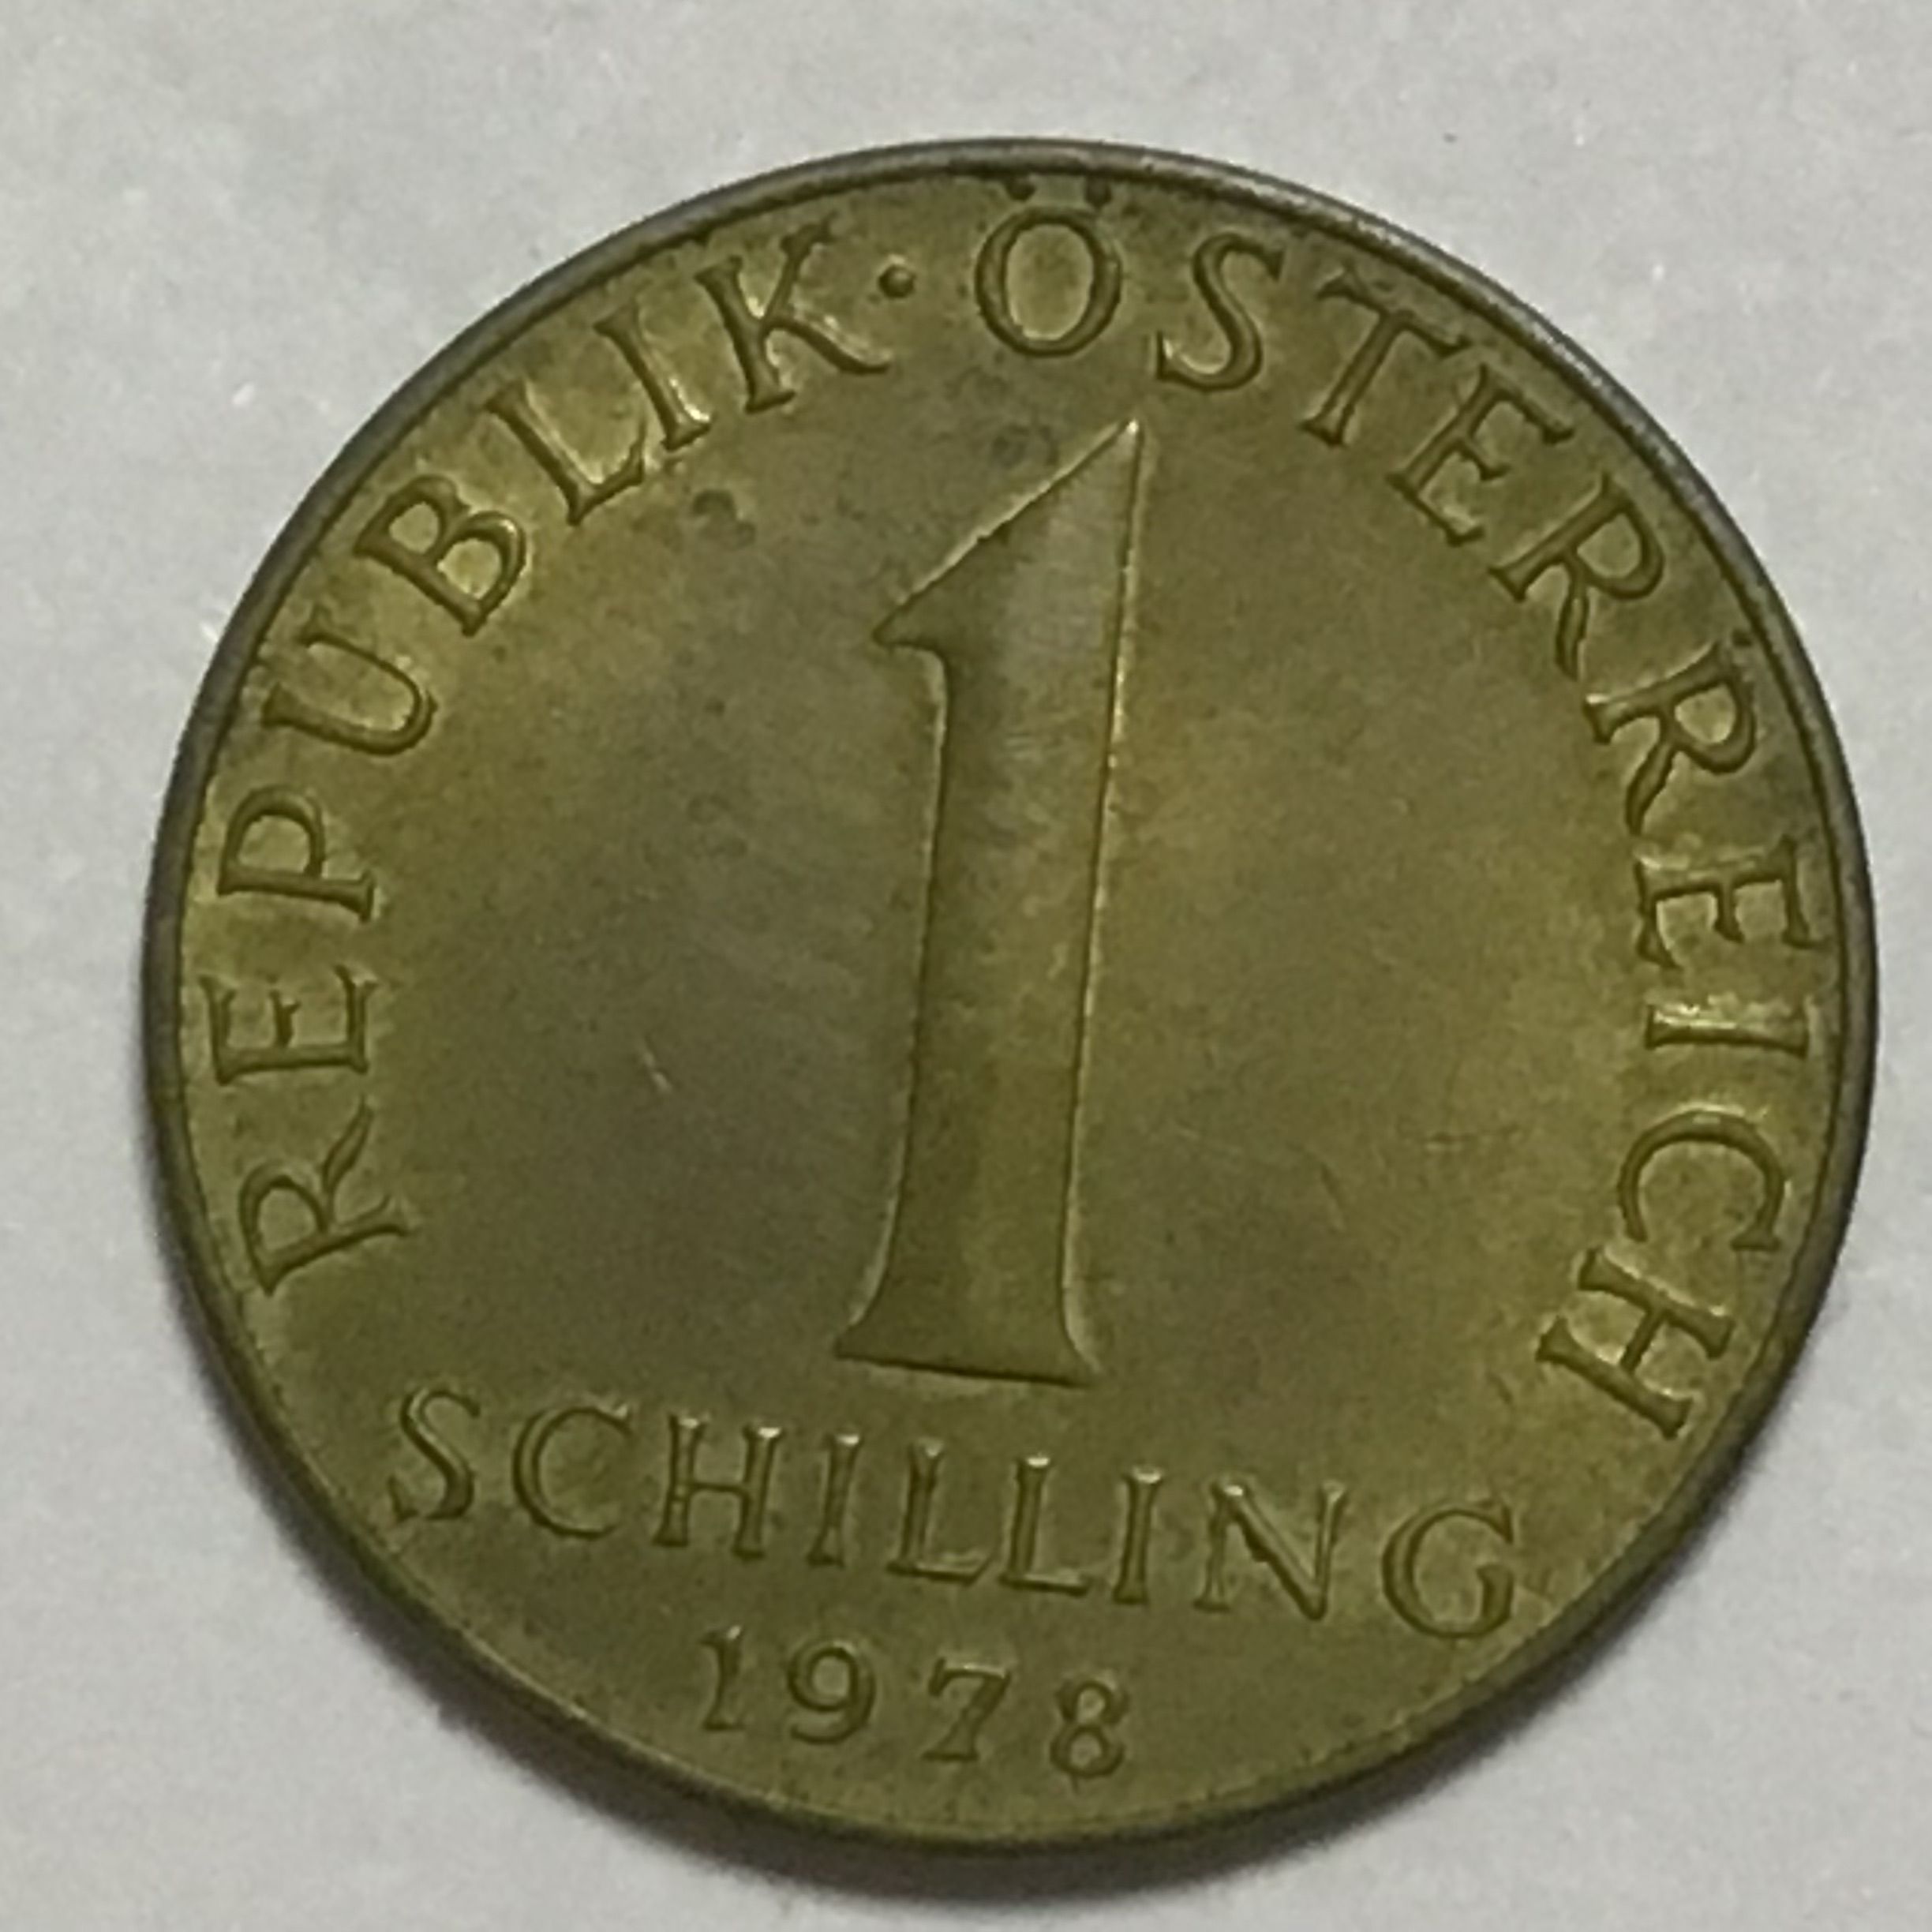 REPUBLIK·ÖSTERREICH
1
SCHILLING
1978